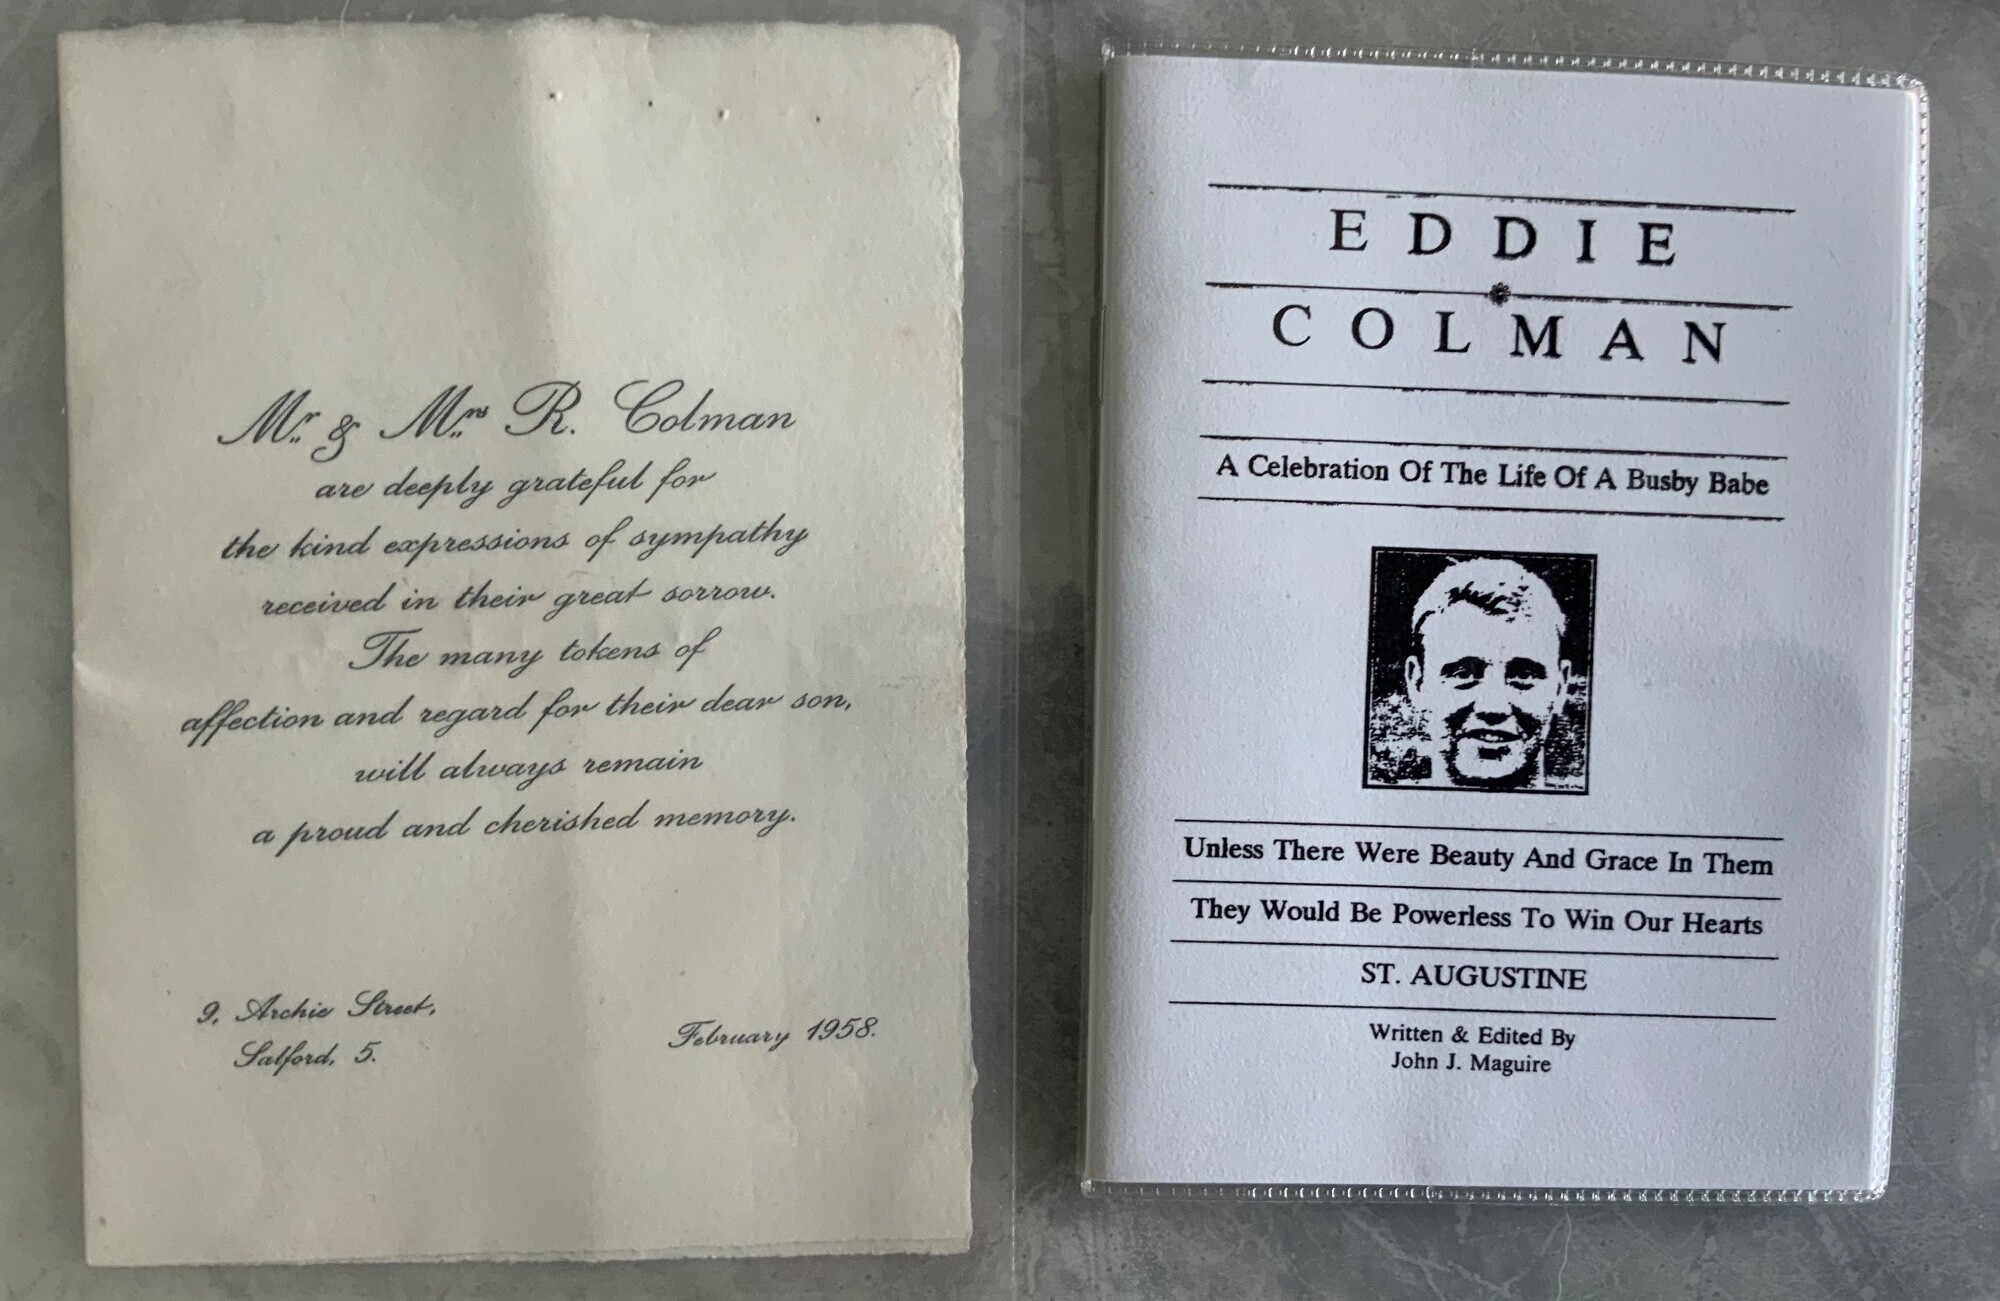 Mr. & Mrs. R. Colman
are deeply grateful for
the kind expressions of sympathy
received in their great sorrow.
The many tokens of
affection and regard for their dear son,
will always remain
a proud and cherished memory.
9, Archie Street,
Salford, 5.
February 1958.
EDDIE
COLMAN
A Celebration Of The Life Of A Busby Babe
Unless There Were Beauty And Grace In Them
They Would Be Powerless To Win Our Hearts
ST. AUGUSTINE
Written & Edited By
John J. Maguire